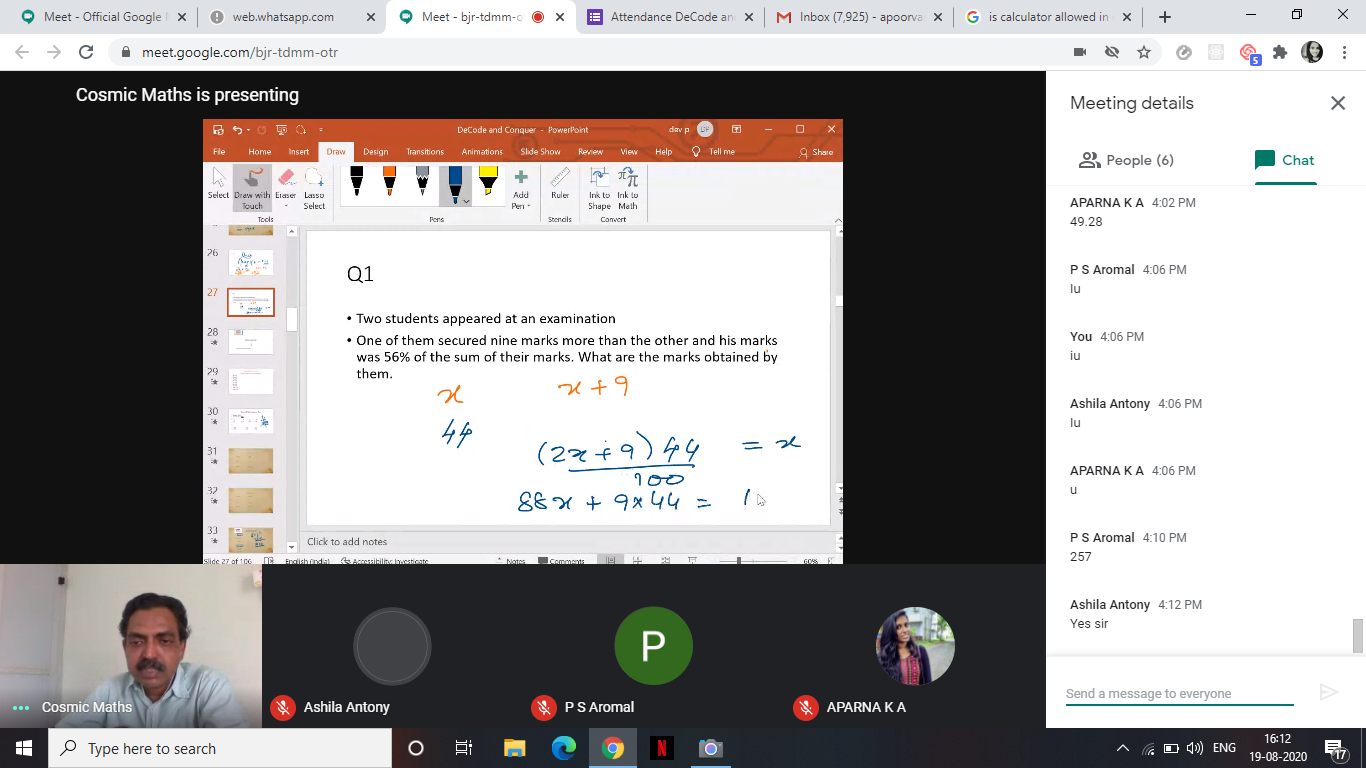 Meet - Official Google
web.whatsapp.com
Meet - bjr-tdmm-o
Attendance DeCode an
Inbox (7,925) - apoorva
is calculator allowed in
meet.google.com/bjr-tdmm-otr
5
Cosmic Maths is presenting
DeCode and Conquer - PowerPoint
dev p
DP
File Home Insert Draw Design Transitions Animations Slide Show Review View Help Tell me Share
Select
Draw with Touch
Eraser
Lasso Select
Add Pen
Ruler
Ink to Shape
Ink to Math
Tools
Pens
Stencils
Convert
26
27
28
29
30
31
32
33
Q1
• Two students appeared at an examination
• One of them secured nine marks more than the other and his marks
was 56% of the sum of their marks. What are the marks obtained by
them.
x x + 9
44
(2x + 9) 44 = x
100
88x + 9 x 44 = 1
Click to add notes
Slide 27 of 106 English (India) Accessibility: Investigate Notes Comments 60%
Cosmic Maths
Ashila Antony
P
P S Aromal
APARNA K A
Meeting details
People (6)
Chat
APARNA K A 4:02 PM
49.28
P S Aromal 4:06 PM
Iu
You 4:06 PM
iu
Ashila Antony 4:06 PM
Iu
APARNA K A 4:06 PM
u
P S Aromal 4:10 PM
257
Ashila Antony 4:12 PM
Yes sir
Send a message to everyone
Type here to search
N
ENG
16:12
19-08-2020
17